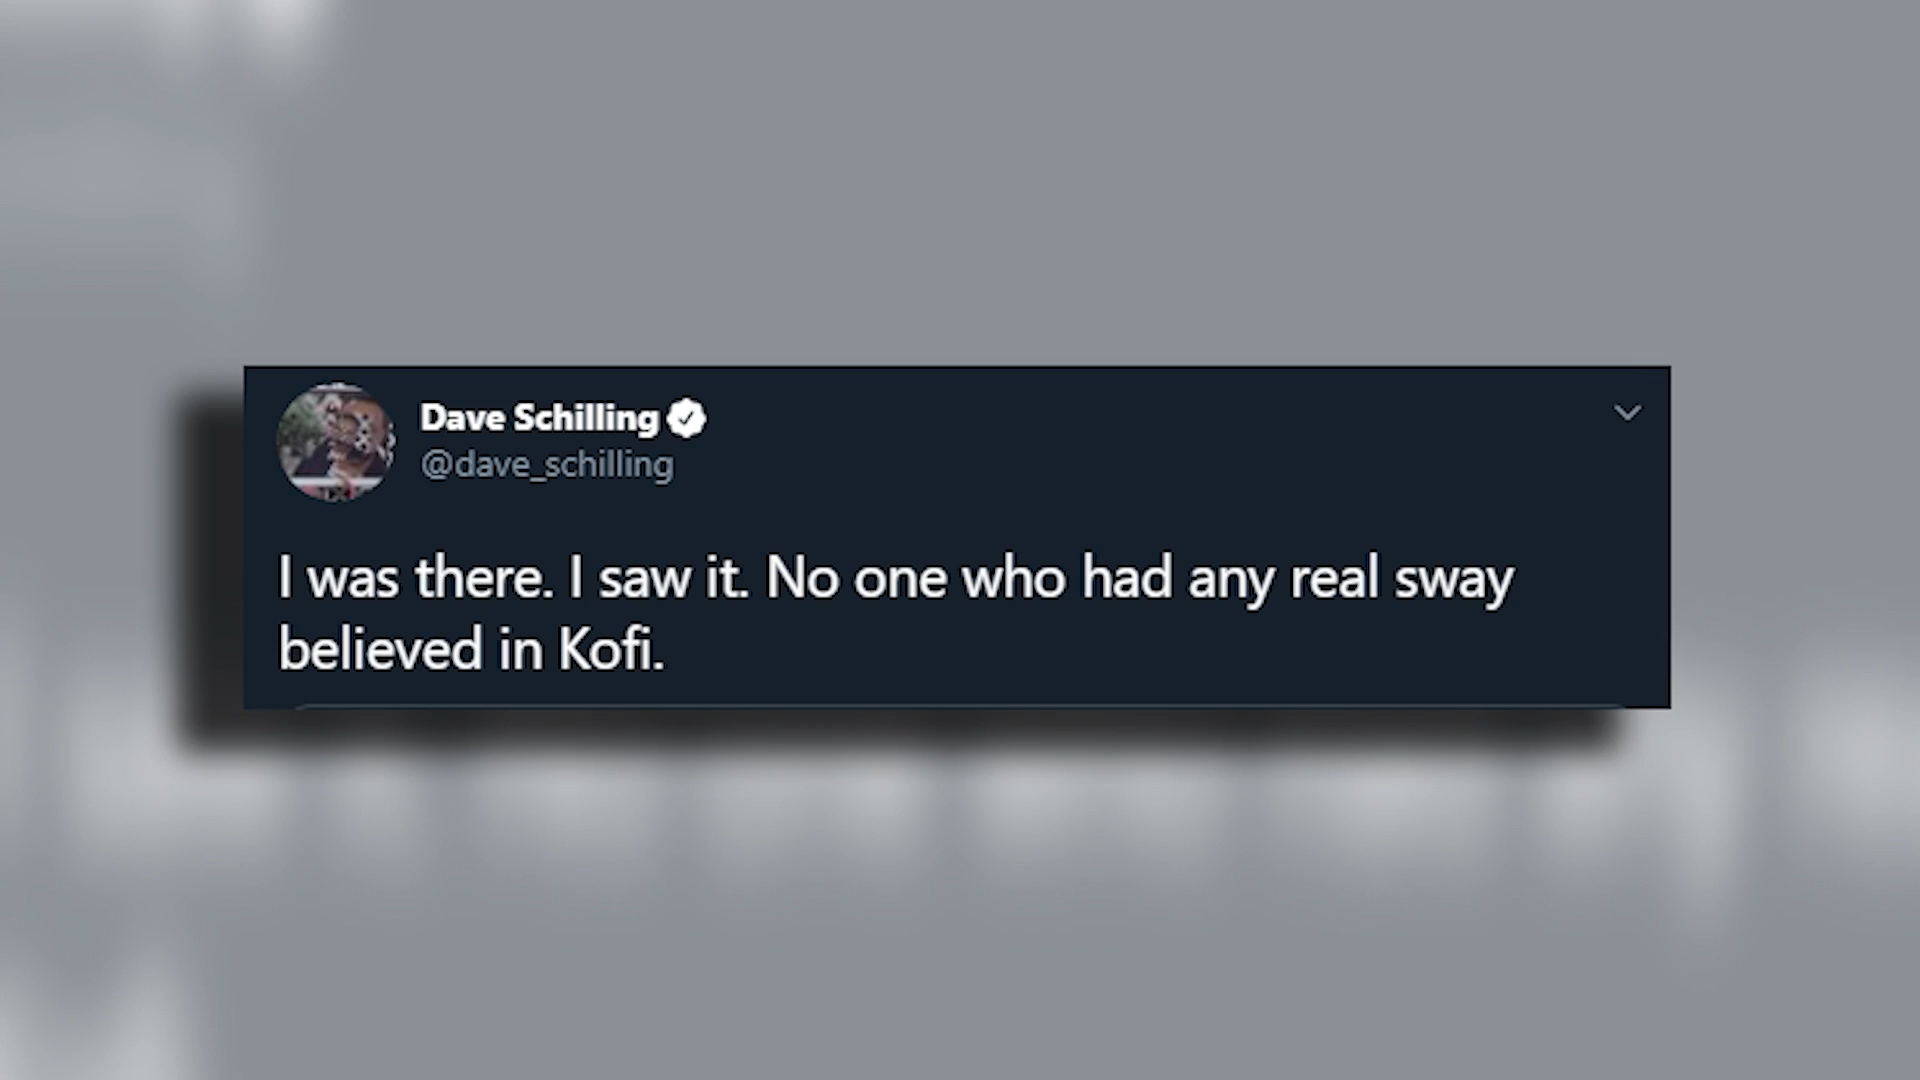 Dave Schilling
@dave_schilling
I was there. I saw it. No one who had any real sway
believed in Kofi.